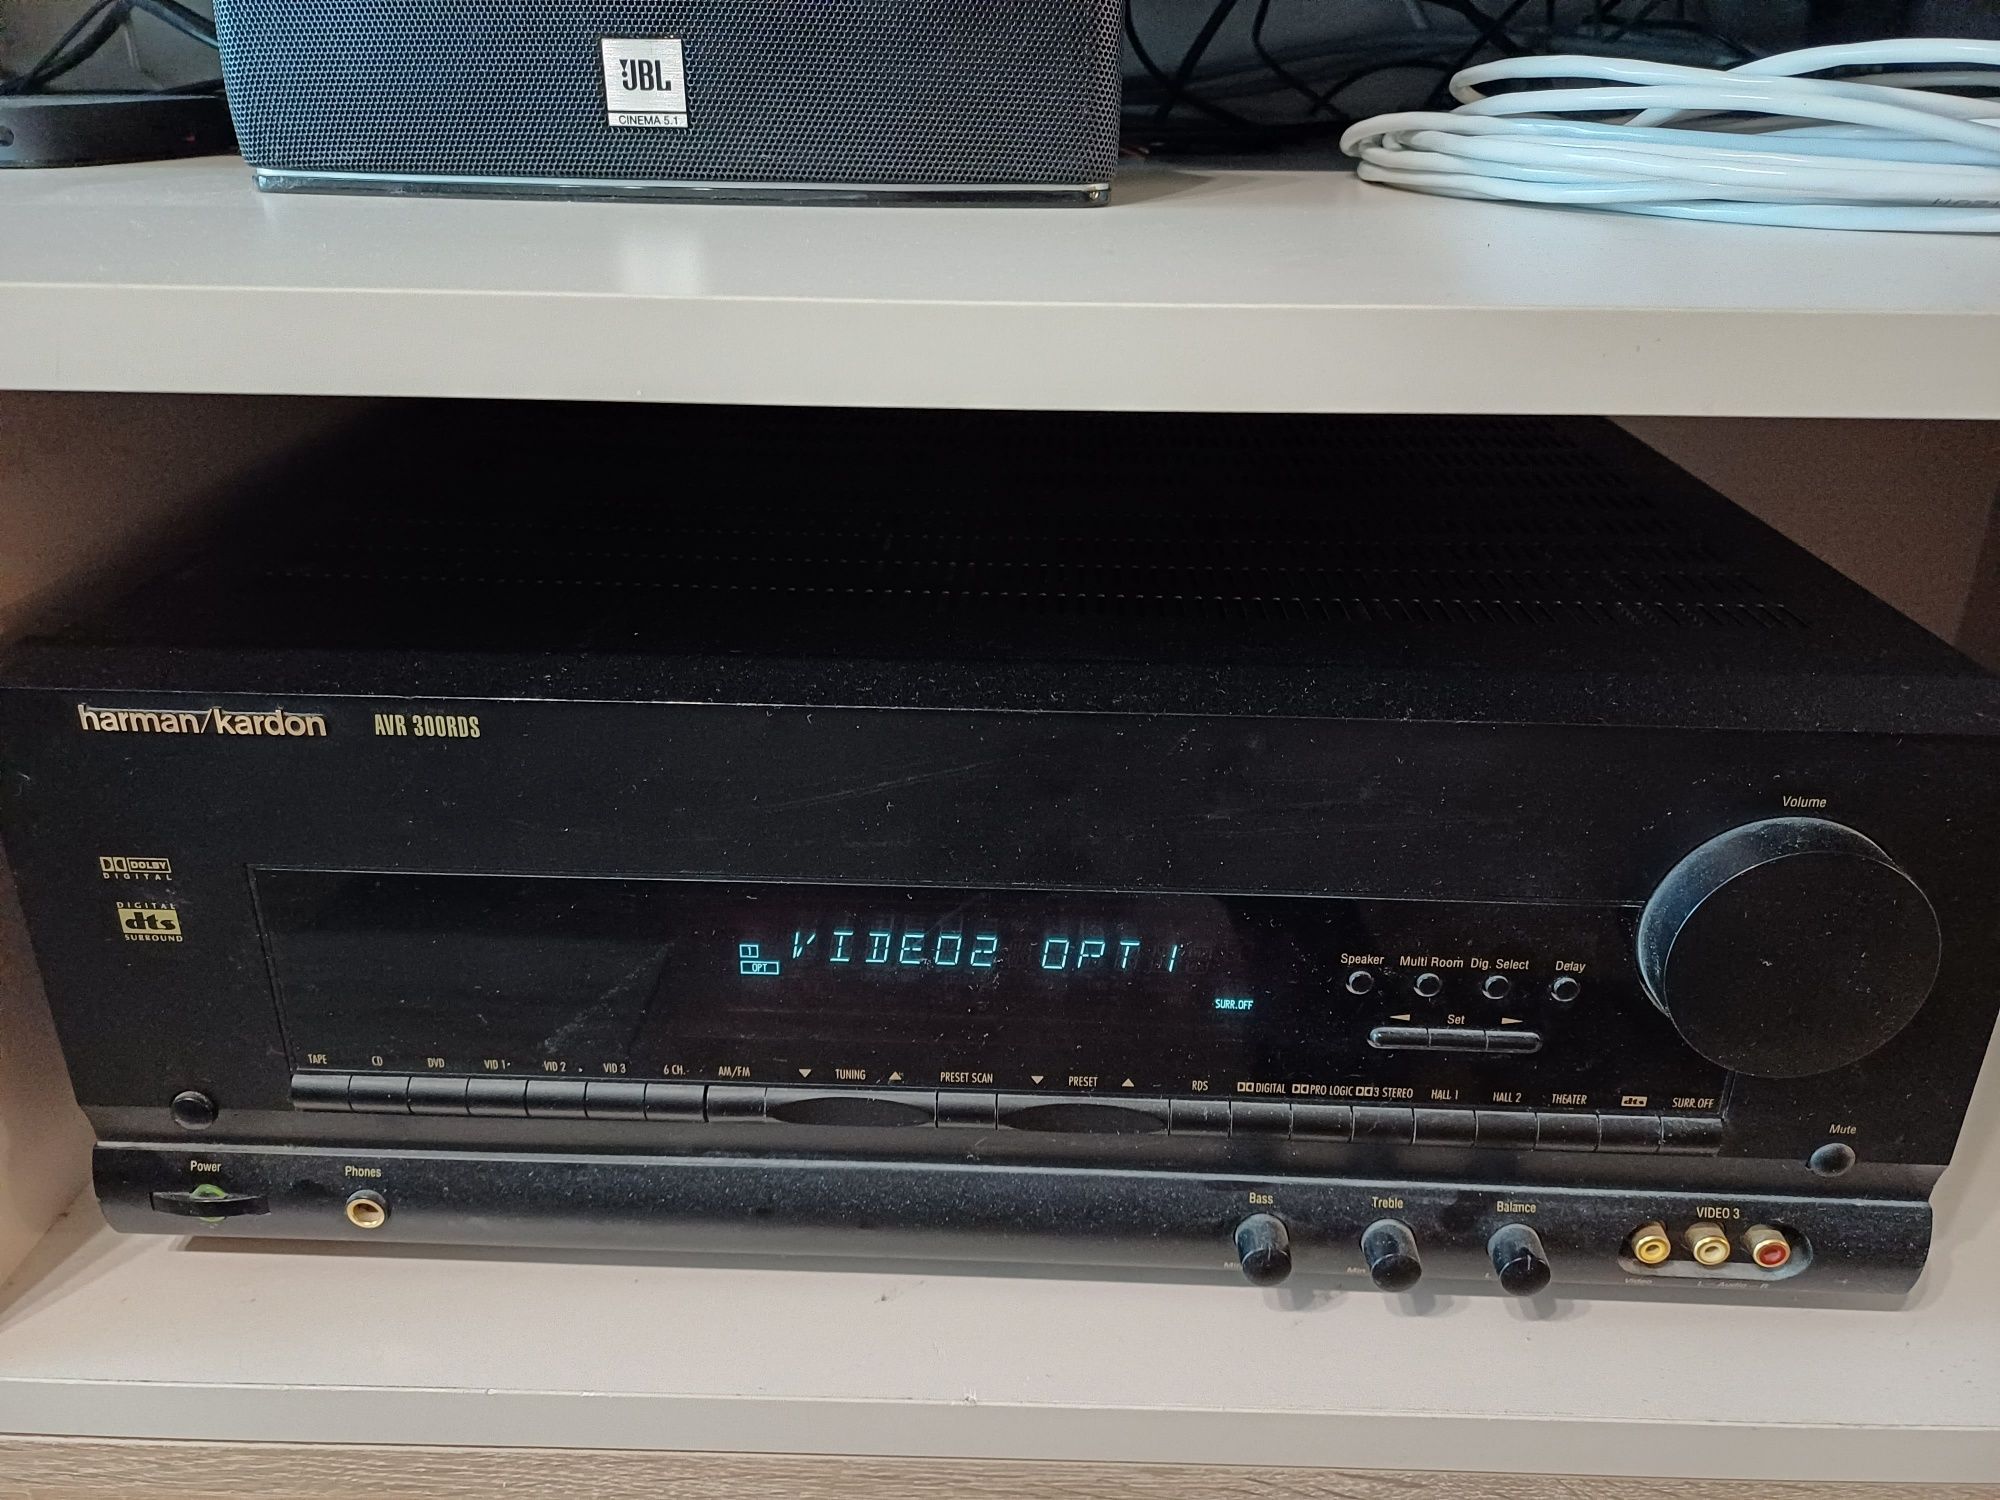 JBL
CINEMA 5.1
harman/kardon AVR 300RDS
Volume
DOLBY
DIGITAL
DIGITAL
dts
SURROUND
1
OPT
VIDEO2 OPT 1
SURR.OFF
Speaker Multi Room Dig. Select Delay
Set
TAPE CD DVD VID 1 VID 2 VID 3 6 CH. AM/FM TUNING PRESET SCAN PRESET RDS DIGITAL PRO LOGIC 3 STEREO HALL 1 HALL 2 THEATER dts SURR.OFF
Mute
Power Phones
Bass Treble Balance VIDEO 3
Video L Audio R